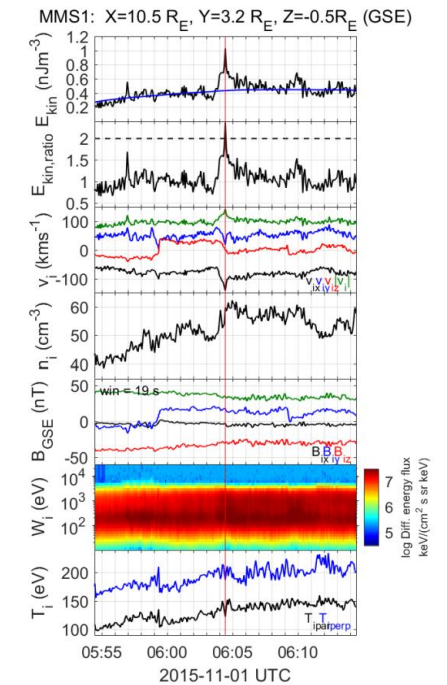 MMS1: X=10.5 R_E, Y=3.2 R_E, Z=-0.5R_E (GSE)
E_kin (nJm^-3)
1.2
1
0.8
0.6
0.4
0.2
E_kin,ratio
2
1.5
1
0.5
v_i (kms^-1)
100
0
-100
v_ix v_iy v_iz |v_i|
n_i (cm^-3)
60
50
40
B_GSE (nT)
50
0
-50
win = 19 s
B_ix B_iy B_iz
W_i (eV)
10^4
10^3
10^2
7
6
5
log Diff. energy flux
keV/(cm^2 s sr keV)
T_i (eV)
200
150
100
T_ipar T_iperp
05:55 06:00 06:05 06:10
2015-11-01 UTC